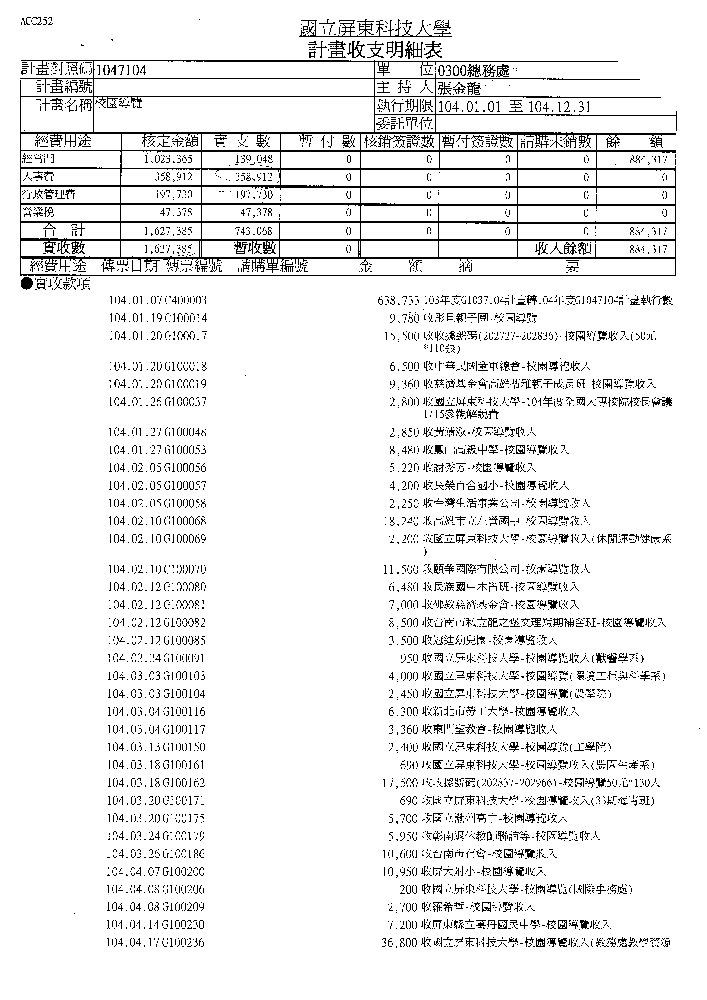 ACC252
國立屏東科技大學
計畫收支明細表
計畫對照碼 1047104 單 位 0300總務處
計畫編號 主 持 人 張金龍
計畫名稱 校園導覽 執行期限 104.01.01 至 104.12.31
委託單位
經費用途 核定金額 實 支 數 暫 付 數 核銷簽證數 暫付簽證數 請購未銷數 餘 額
經常門 1,023,365 139,048 0 0 0 0 884,317
人事費 358,912 358,912 0 0 0 0 0
行政管理費 197,730 197,730 0 0 0 0 0
營業稅 47,378 47,378 0 0 0 0 0
合 計 1,627,385 743,068 0 0 0 0 884,317
實收數 1,627,385 暫收數 0 收入餘額 884,317
經費用途 傳票日期 傳票編號 請購單編號 金 額 摘 要
●實收款項
104.01.07 G400003 638,733 103年度G1037104計畫轉104年度G1047104計畫執行數
104.01.19 G100014 9,780 收彤旦親子團-校園導覽
104.01.20 G100017 15,500 收收據號碼(202727~202836)-校園導覽收入(50元
*110張)
104.01.20 G100018 6,500 收中華民國童軍總會-校園導覽收入
104.01.20 G100019 9,360 收慈濟基金會高雄苓雅親子成長班-校園導覽收入
104.01.26 G100037 2,800 收國立屏東科技大學-104年度全國大專校院校長會議
1/15參觀解說費
104.01.27 G100048 2,850 收黃靖淑-校園導覽收入
104.01.27 G100053 8,480 收鳳山高級中學-校園導覽收入
104.02.05 G100056 5,220 收謝秀芳-校園導覽收入
104.02.05 G100057 4,200 收長榮百合國小-校園導覽收入
104.02.05 G100058 2,250 收台灣生活事業公司-校園導覽收入
104.02.10 G100068 18,240 收高雄市立左營國中-校園導覽收入
104.02.10 G100069 2,200 收國立屏東科技大學-校園導覽收入(休閒運動健康系
)
104.02.10 G100070 11,500 收頤華國際有限公司-校園導覽收入
104.02.12 G100080 6,480 收民族國中木笛班-校園導覽收入
104.02.12 G100081 7,000 收佛教慈濟基金會-校園導覽收入
104.02.12 G100082 8,500 收台南市私立龍之堡文理短期補習班-校園導覽收入
104.02.12 G100085 3,500 收冠迪幼兒園-校園導覽收入
104.02.24 G100091 950 收國立屏東科技大學-校園導覽收入(獸醫學系)
104.03.03 G100103 4,000 收國立屏東科技大學-校園導覽(環境工程與科學系)
104.03.03 G100104 2,450 收國立屏東科技大學-校園導覽(農學院)
104.03.04 G100116 6,300 收新北市勞工大學-校園導覽收入
104.03.04 G100117 3,360 收東門聖教會-校園導覽收入
104.03.13 G100150 2,400 收國立屏東科技大學-校園導覽(工學院)
104.03.18 G100161 690 收國立屏東科技大學-校園導覽收入(農園生產系)
104.03.18 G100162 17,500 收收據號碼(202837-202966)-校園導覽50元*130人
104.03.20 G100171 690 收國立屏東科技大學-校園導覽收入(33期海青班)
104.03.20 G100175 5,700 收國立潮州高中-校園導覽收入
104.03.24 G100179 5,950 收彰南退休教師聯誼等-校園導覽收入
104.03.26 G100186 10,600 收台南市召會-校園導覽收入
104.04.07 G100200 10,950 收屏大附小-校園導覽收入
104.04.08 G100206 200 收國立屏東科技大學-校園導覽(國際事務處)
104.04.08 G100209 2,700 收羅希哲-校園導覽收入
104.04.14 G100230 7,200 收屏東縣立萬丹國民中學-校園導覽收入
104.04.17 G100236 36,800 收國立屏東科技大學-校園導覽收入(教務處教學資源